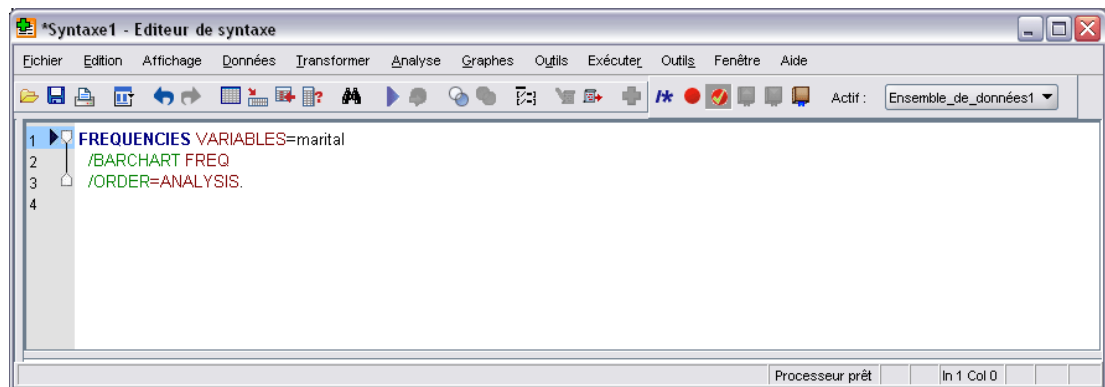 *Syntaxe1 - Editeur de syntaxe
Fichier Edition Affichage Données Transformer Analyse Graphes Outils Exécuter Outils Fenêtre Aide
Actif : Ensemble_de_données1
1 FREQUENCIES VARIABLES=marital
2 /BARCHART FREQ
3 /ORDER=ANALYSIS.
4
Processeur prêt In 1 Col 0